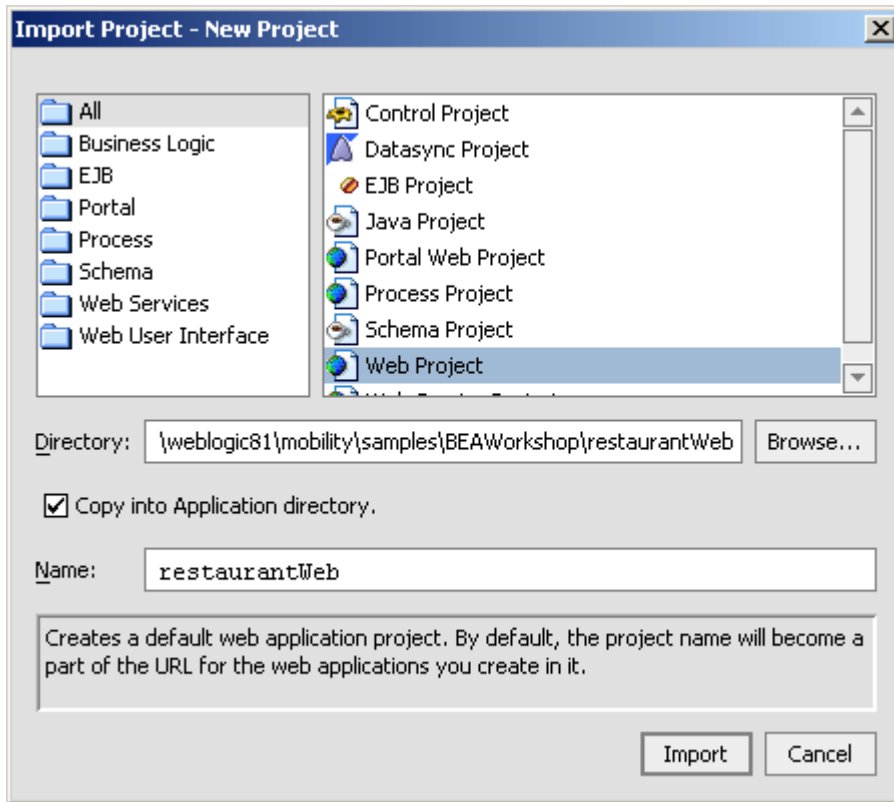 Import Project - New Project
All
Business Logic
EJB
Portal
Process
Schema
Web Services
Web User Interface
Control Project
Datasync Project
EJB Project
Java Project
Portal Web Project
Process Project
Schema Project
Web Project
Directory: \weblogic81\mobility\samples\BEAWorkshop\restaurantWeb Browse...
Copy into Application directory.
Name: restaurantWeb
Creates a default web application project. By default, the project name will become a
part of the URL for the web applications you create in it.
Import Cancel